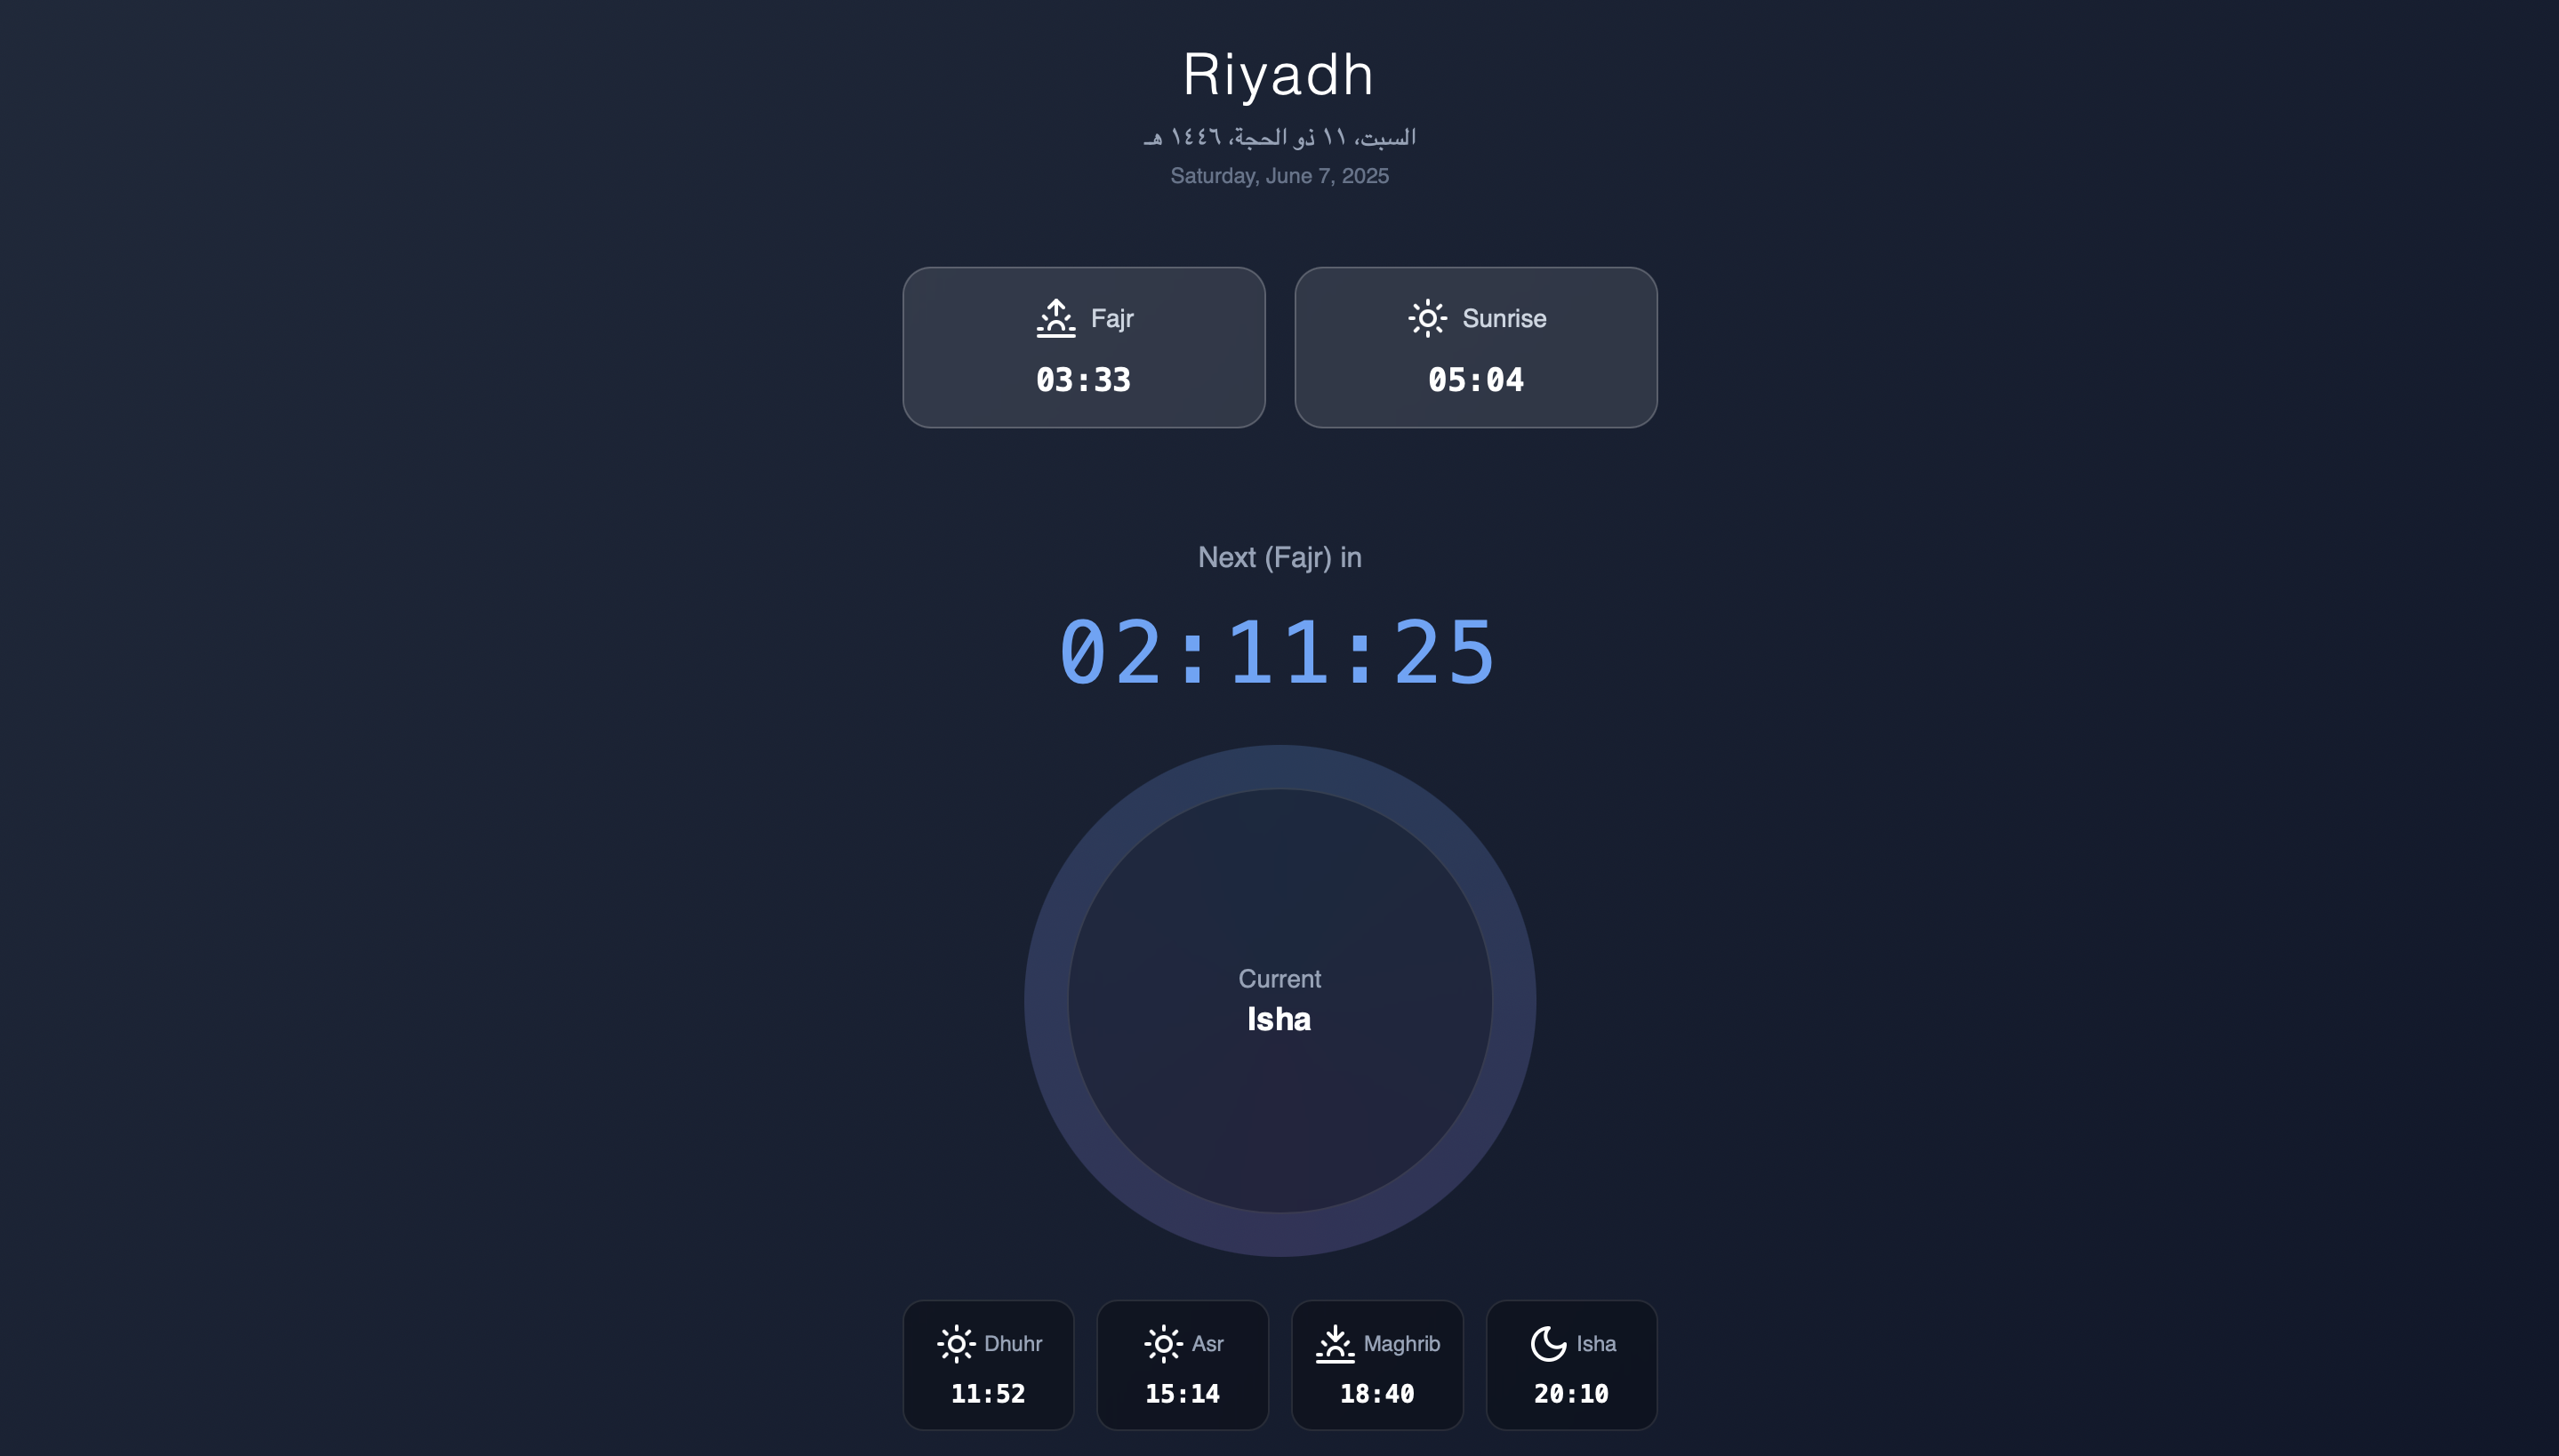 Riyadh
السبت، ١١ ذو الحجة، ١٤٤٦ هـ
Saturday, June 7, 2025
Fajr
03:33
Sunrise
05:04
Next (Fajr) in
02:11:25
Current
Isha
Dhuhr
11:52
Asr
15:14
Maghrib
18:40
Isha
20:10